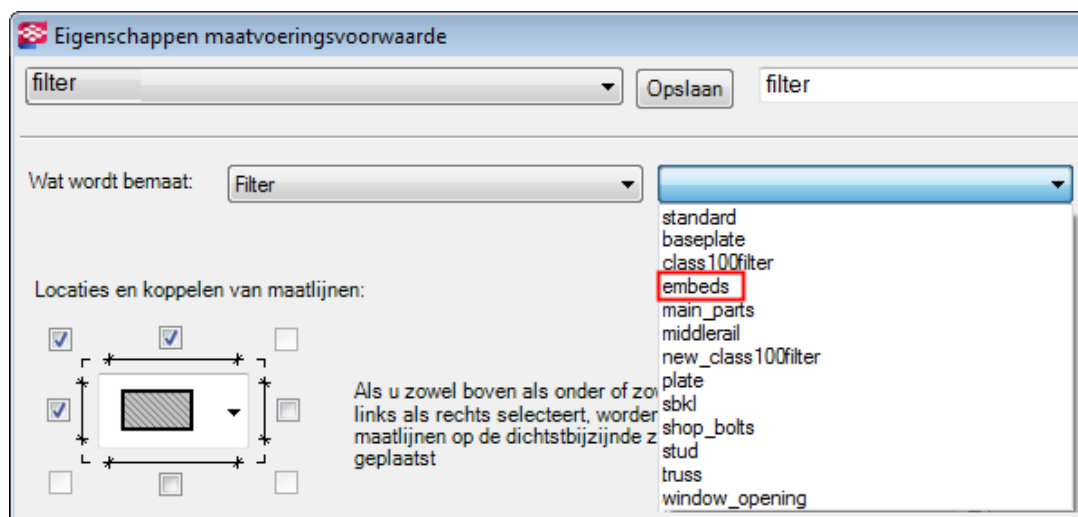 Eigenschappen maatvoeringsvoorwaarde
filter Opslaan filter
Wat wordt bemaat: Filter
standard
baseplate
class100filter
embeds
main_parts
middlerail
new_class100filter
plate
sbkl
shop_bolts
stud
truss
window_opening
Locaties en koppelen van maatlijnen:
Als u zowel boven als onder of zo
links als rechts selecteert, worder
maatlijnen op de dichtstbijzijnde z
geplaatst